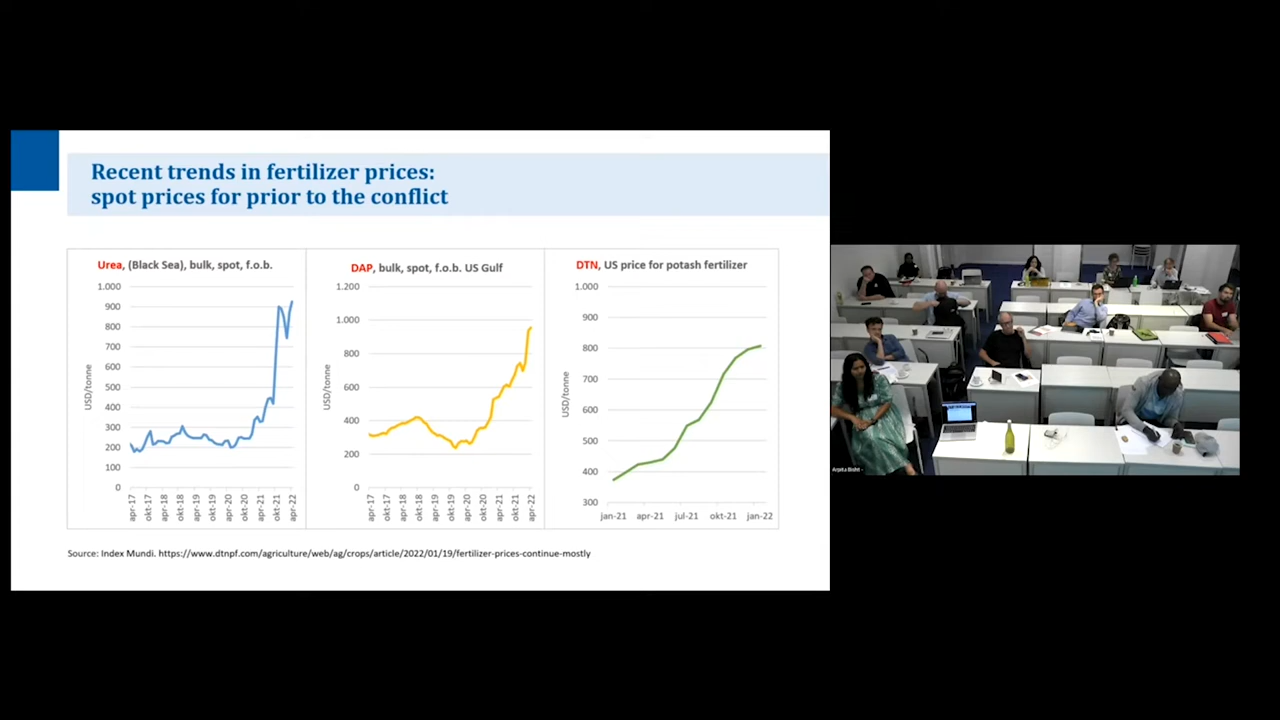 Recent trends in fertilizer prices:
spot prices for prior to the conflict
Urea, (Black Sea), bulk, spot, f.o.b.
USD/tonne
1.000
900
800
700
600
500
400
300
200
100
0
apr-17
okt-17
apr-18
okt-18
apr-19
okt-19
apr-20
okt-20
apr-21
okt-21
apr-22
DAP, bulk, spot, f.o.b. US Gulf
USD/tonne
1.200
1.000
800
600
400
200
0
apr-17
okt-17
apr-18
okt-18
apr-19
okt-19
apr-20
okt-20
apr-21
okt-21
apr-22
DTN, US price for potash fertilizer
USD/tonne
1.000
900
800
700
600
500
400
300
jan-21
apr-21
jul-21
okt-21
jan-22
Source: Index Mundi. https://www.dtnpf.com/agriculture/web/ag/crops/article/2022/01/19/fertilizer-prices-continue-mostly
Arpita Bisht -